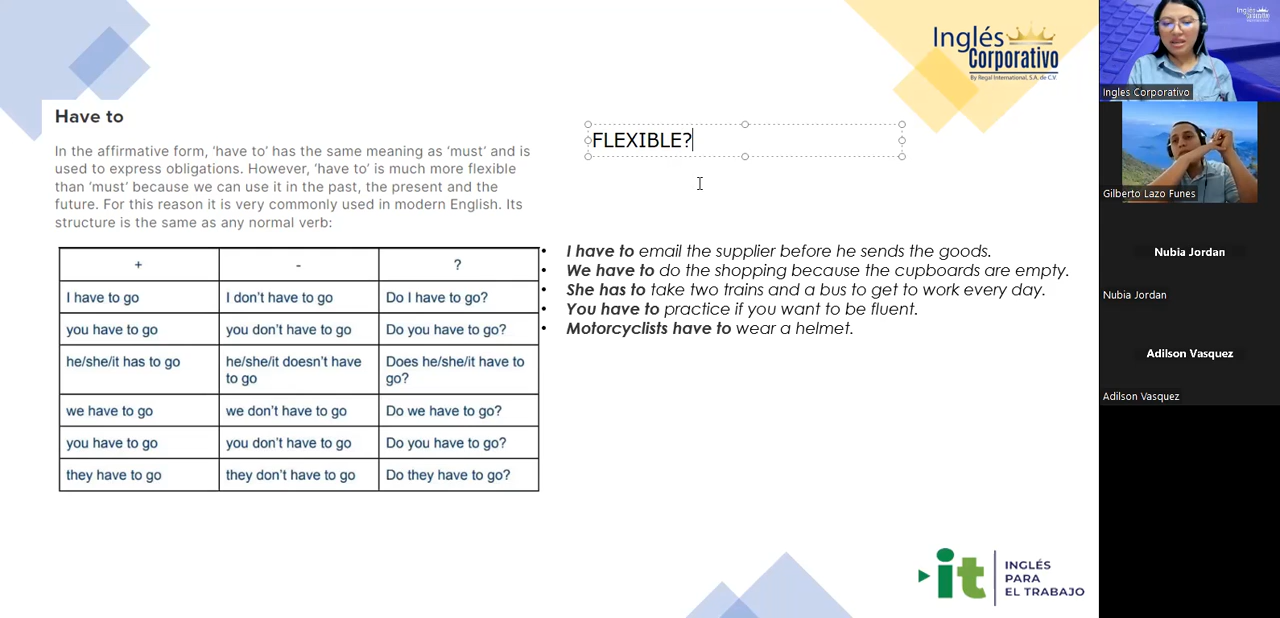 Inglés
Corporativo
By Regal International, S.A. de C.V.
Have to
In the affirmative form, ‘have to’ has the same meaning as ‘must’ and is
used to express obligations. However, ‘have to’ is much more flexible
than ‘must’ because we can use it in the past, the present and the
future. For this reason it is very commonly used in modern English. Its
structure is the same as any normal verb:
+ - ?
I have to go I don’t have to go Do I have to go?
you have to go you don’t have to go Do you have to go?
he/she/it has to go he/she/it doesn’t have to go Does he/she/it have to go?
we have to go we don’t have to go Do we have to go?
you have to go you don’t have to go Do you have to go?
they have to go they don’t have to go Do they have to go?
FLEXIBLE?
• I have to email the supplier before he sends the goods.
• We have to do the shopping because the cupboards are empty.
• She has to take two trains and a bus to get to work every day.
• You have to practice if you want to be fluent.
• Motorcyclists have to wear a helmet.
it
INGLÉS
PARA
EL TRABAJO
Ingles Corporativo
Gilberto Lazo Funes
Nubia Jordan
Nubia Jordan
Adilson Vasquez
Adilson Vasquez